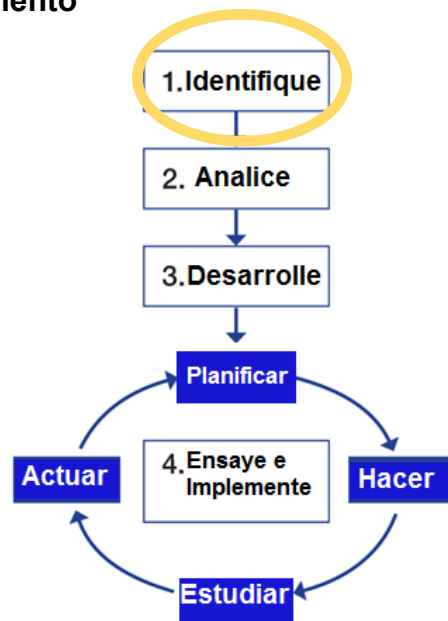 1.Identifique
2. Analice
3.Desarrolle
Planificar
Actuar
4. Ensaye e
Implemente
Hacer
Estudiar